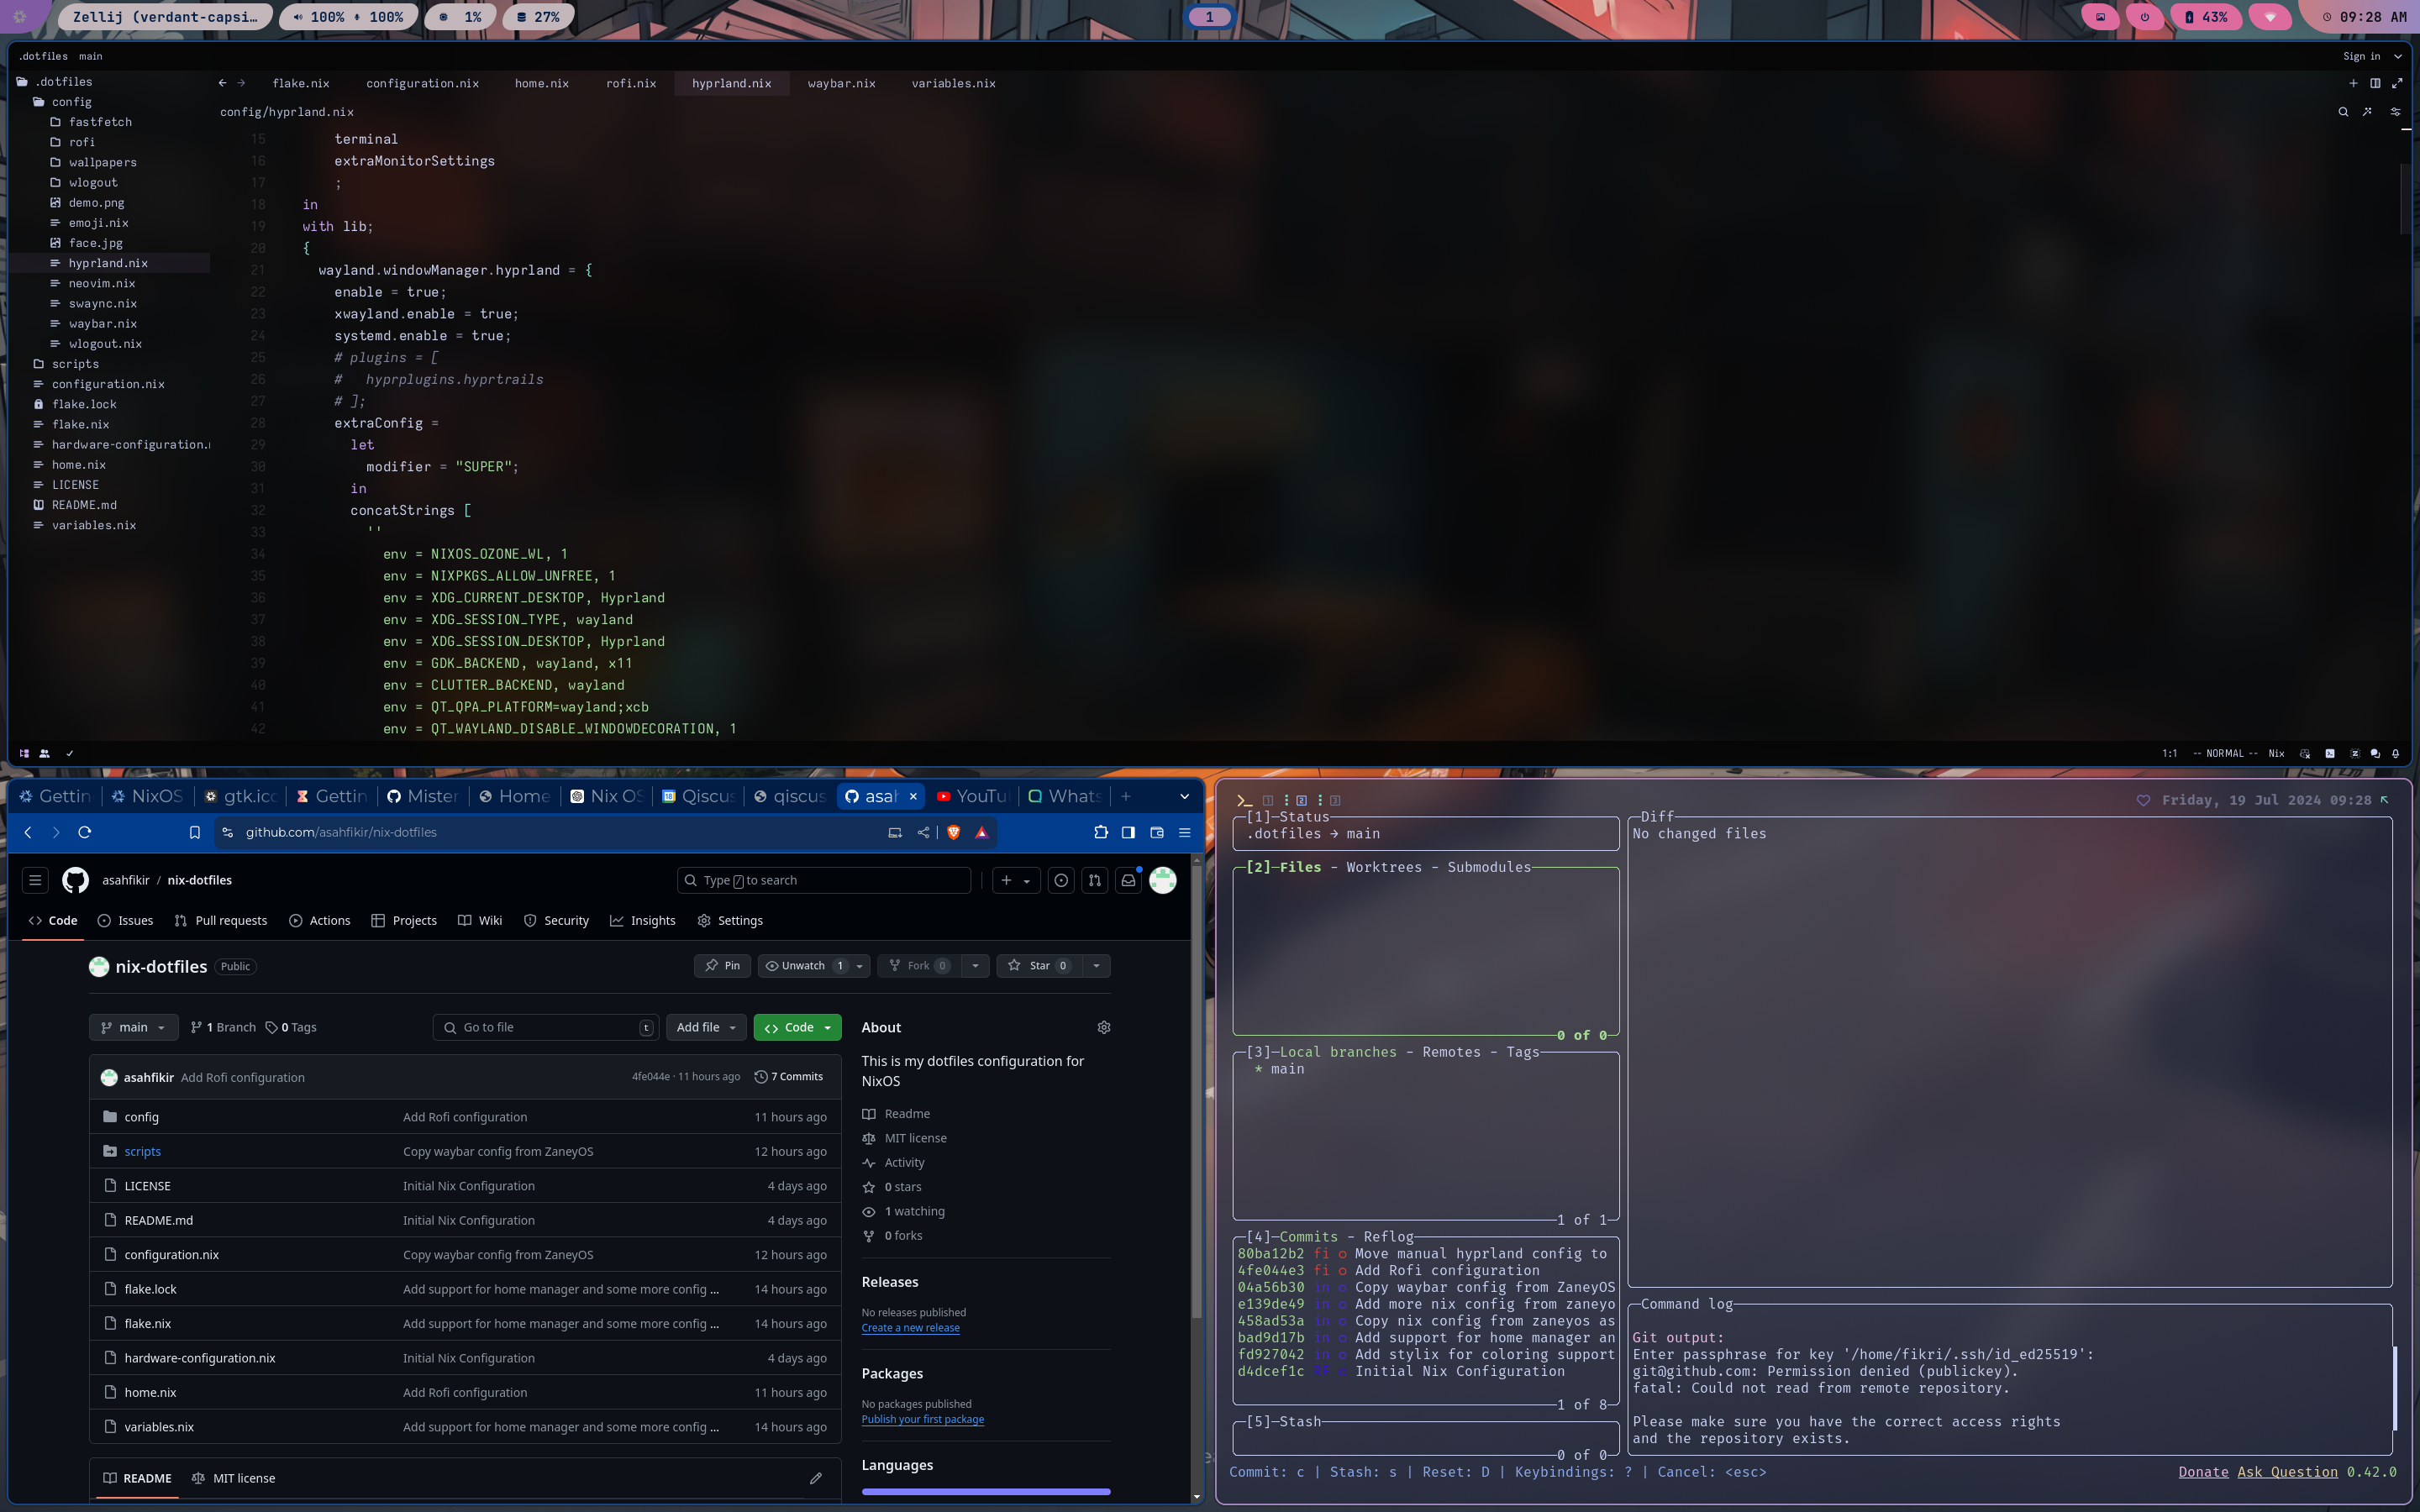 Zellij (verdant-capsi…
100% 100%
1%
27%
1
43%
09:28 AM
.dotfiles main
Sign in
.dotfiles
config
fastfetch
rofi
wallpapers
wlogout
demo.png
emoji.nix
face.jpg
hyprland.nix
neovim.nix
swaync.nix
waybar.nix
wlogout.nix
scripts
configuration.nix
flake.lock
flake.nix
hardware-configuration.n
home.nix
LICENSE
README.md
variables.nix
flake.nix configuration.nix home.nix rofi.nix hyprland.nix waybar.nix variables.nix
config/hyprland.nix
15 terminal
16 extraMonitorSettings
17 ;
18 in
19 with lib;
20 {
21 wayland.windowManager.hyprland = {
22 enable = true;
23 xwayland.enable = true;
24 systemd.enable = true;
25 # plugins = [
26 # hyprplugins.hyprtrails
27 # ];
28 extraConfig =
29 let
30 modifier = "SUPER";
31 in
32 concatStrings [
33 ''
34 env = NIXOS_OZONE_WL, 1
35 env = NIXPKGS_ALLOW_UNFREE, 1
36 env = XDG_CURRENT_DESKTOP, Hyprland
37 env = XDG_SESSION_TYPE, wayland
38 env = XDG_SESSION_DESKTOP, Hyprland
39 env = GDK_BACKEND, wayland, x11
40 env = CLUTTER_BACKEND, wayland
41 env = QT_QPA_PLATFORM=wayland;xcb
42 env = QT_WAYLAND_DISABLE_WINDOWDECORATION, 1
1:1 -- NORMAL -- Nix
Gettin NixOS gtk.icc Gettin Mister Home Nix OS Qiscus qiscus asah YouTu Whats
github.com/asahfikir/nix-dotfiles
asahfikir / nix-dotfiles
Type / to search
Code Issues Pull requests Actions Projects Wiki Security Insights Settings
nix-dotfiles Public
Pin Unwatch 1 Fork 0 Star 0
main 1 Branch 0 Tags
Go to file t Add file Code
asahfikir Add Rofi configuration 4fe044e · 11 hours ago 7 Commits
config Add Rofi configuration 11 hours ago
scripts Copy waybar config from ZaneyOS 12 hours ago
LICENSE Initial Nix Configuration 4 days ago
README.md Initial Nix Configuration 4 days ago
configuration.nix Copy waybar config from ZaneyOS 12 hours ago
flake.lock Add support for home manager and some more config ... 14 hours ago
flake.nix Add support for home manager and some more config ... 14 hours ago
hardware-configuration.nix Initial Nix Configuration 4 days ago
home.nix Add Rofi configuration 11 hours ago
variables.nix Add support for home manager and some more config ... 14 hours ago
README MIT license
About
This is my dotfiles configuration for
NixOS
Readme
MIT license
Activity
0 stars
1 watching
0 forks
Releases
No releases published
Create a new release
Packages
No packages published
Publish your first package
Languages
1 2 3
Friday, 19 Jul 2024 09:28
[1]─Status
.dotfiles → main
[2]─Files - Worktrees - Submodules
0 of 0
[3]─Local branches - Remotes - Tags
* main
1 of 1
[4]─Commits - Reflog
80ba12b2 fi o Move manual hyprland config to
4fe044e3 fi o Add Rofi configuration
04a56b30 in o Copy waybar config from ZaneyOS
e139de49 in o Add more nix config from zaneyo
458ad53a in o Copy nix config from zaneyos as
bad9d17b in o Add support for home manager an
fd927042 in o Add stylix for coloring support
d4dcef1c RF o Initial Nix Configuration
1 of 8
[5]─Stash
0 of 0
Diff
No changed files
Command log
Git output:
Enter passphrase for key '/home/fikri/.ssh/id_ed25519':
git@github.com: Permission denied (publickey).
fatal: Could not read from remote repository.
Please make sure you have the correct access rights
and the repository exists.
Commit: c | Stash: s | Reset: D | Keybindings: ? | Cancel: <esc>
Donate Ask Question 0.42.0